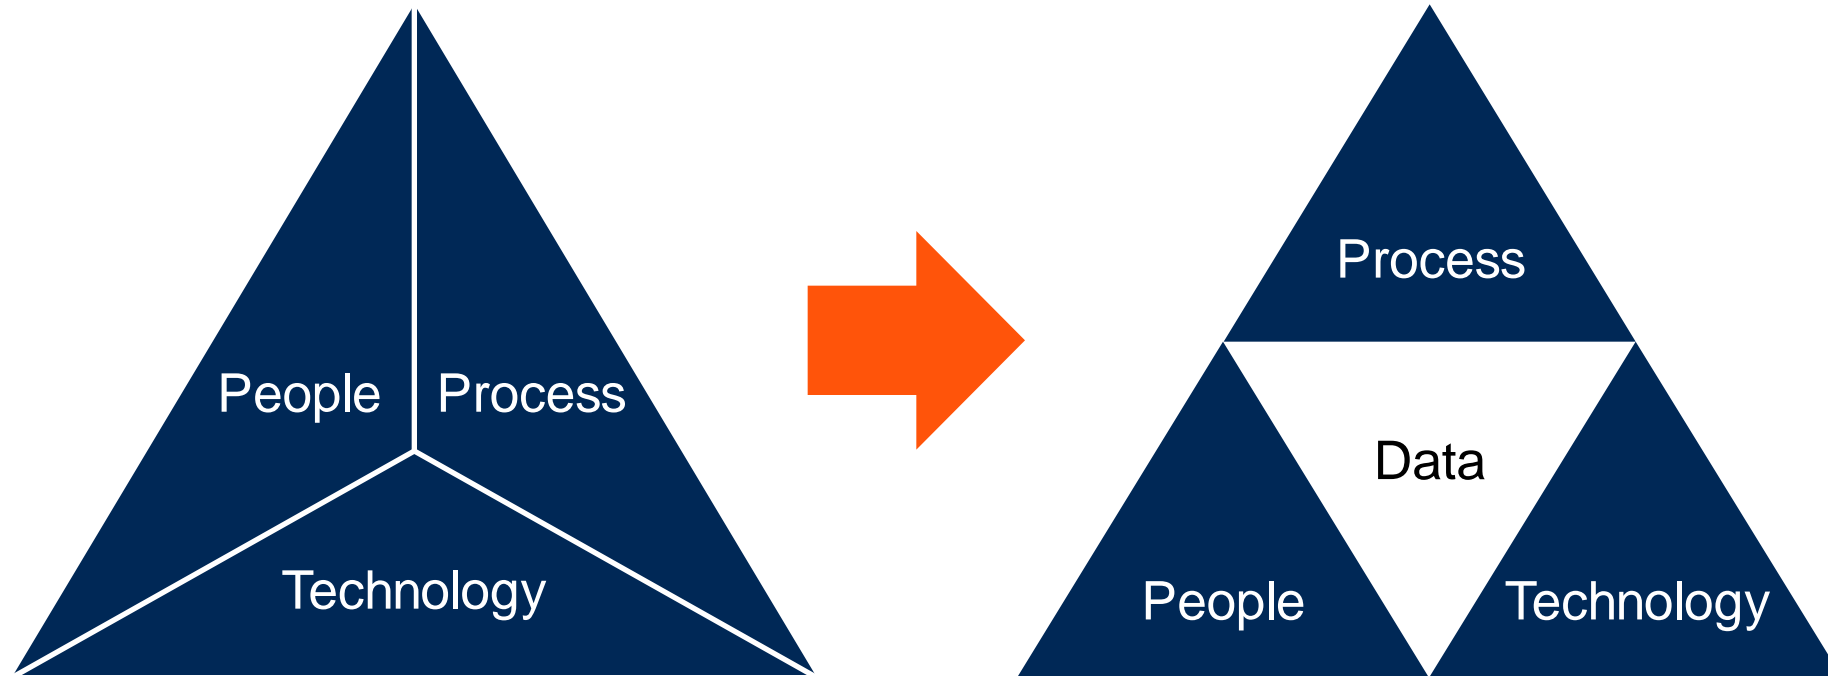 People
Process
Technology
Process
Data
People
Technology